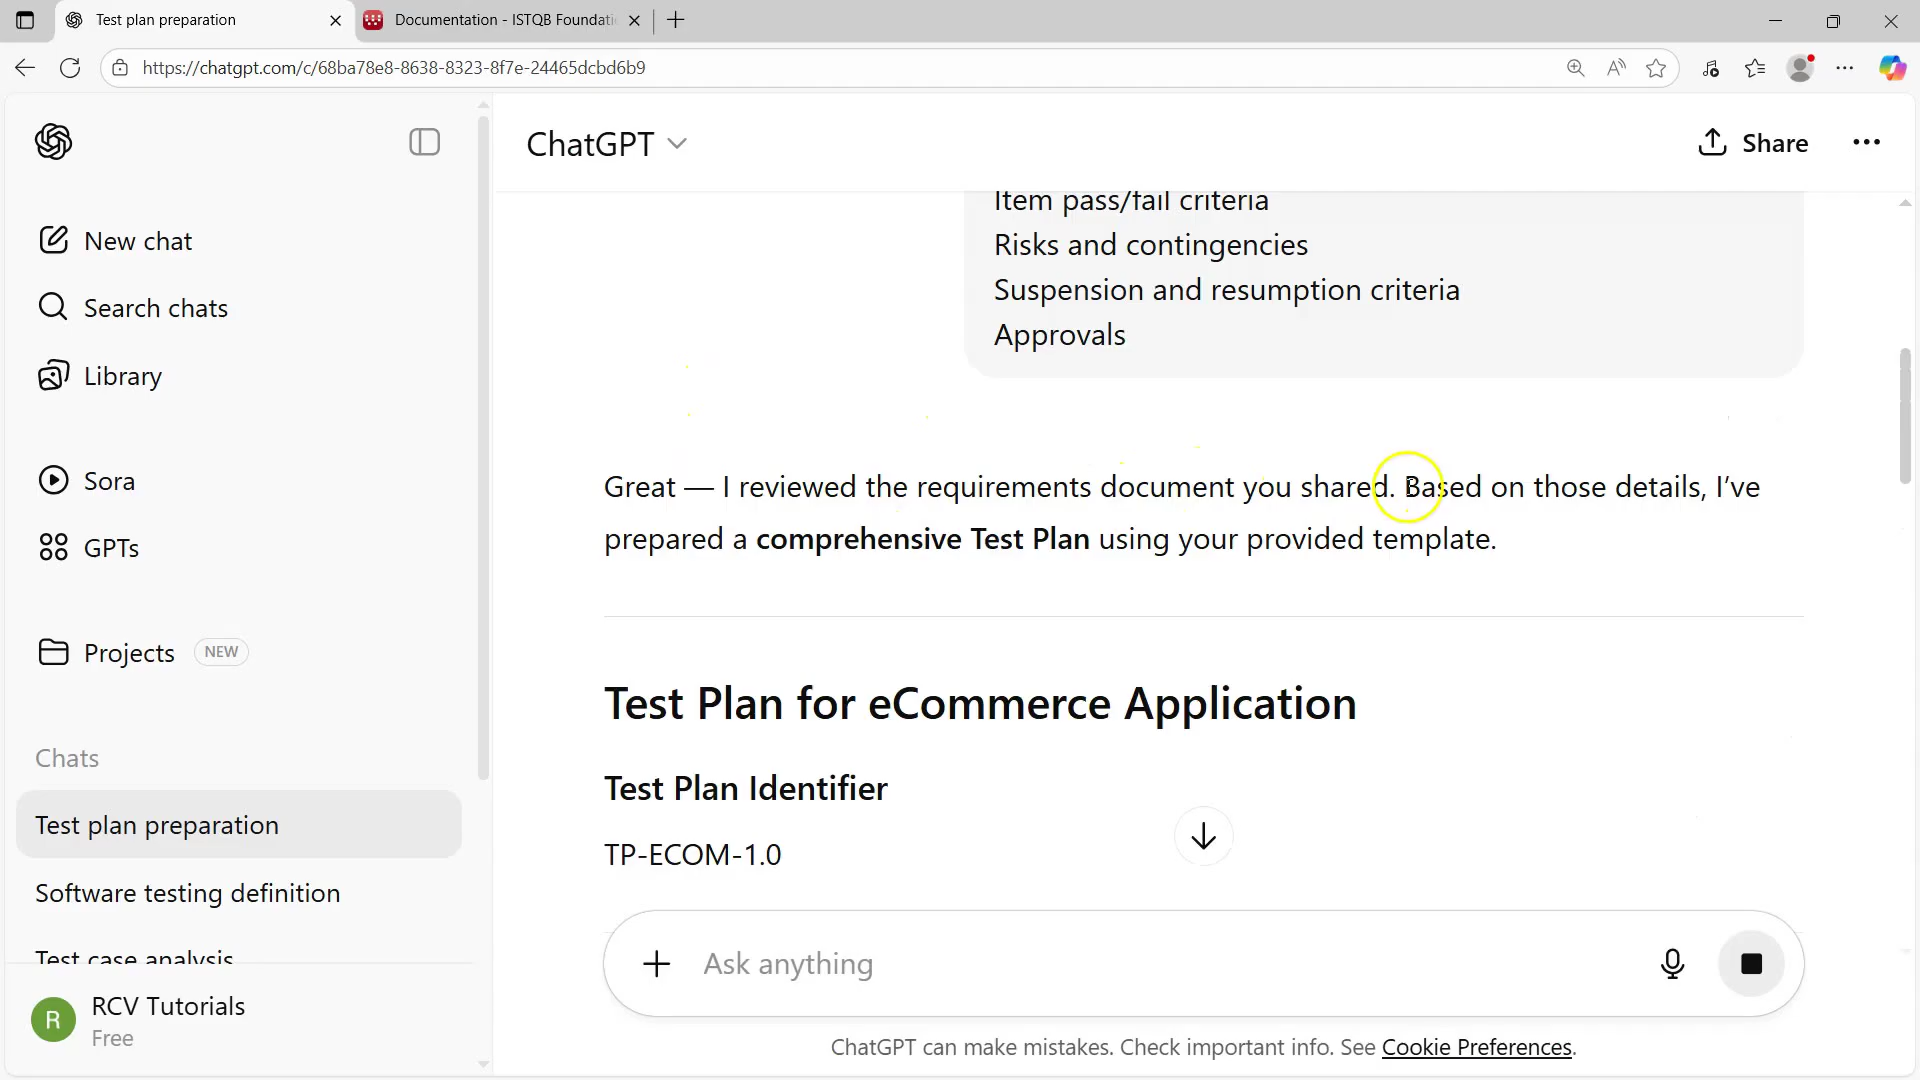 Test plan preparation
Documentation - ISTQB Foundati
https://chatgpt.com/c/68ba78e8-8638-8323-8f7e-24465dcbd6b9
New chat
Search chats
Library
Sora
GPTs
Projects NEW
Chats
Test plan preparation
Software testing definition
Test case analysis
R RCV Tutorials
Free
ChatGPT
Share
Item pass/fail criteria
Risks and contingencies
Suspension and resumption criteria
Approvals
Great — I reviewed the requirements document you shared. Based on those details, I’ve
prepared a comprehensive Test Plan using your provided template.
Test Plan for eCommerce Application
Test Plan Identifier
TP-ECOM-1.0
Ask anything
ChatGPT can make mistakes. Check important info. See Cookie Preferences.